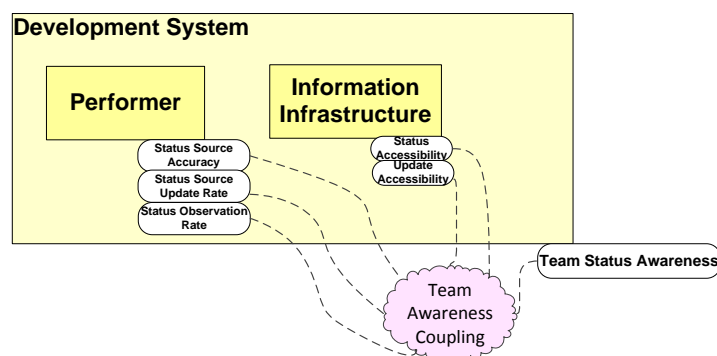 Development System
Performer
Information
Infrastructure
Status Source
Accuracy
Status Source
Update Rate
Status Observation
Rate
Status
Accessibility
Update
Accessibility
Team Status Awareness
Team
Awareness
Coupling